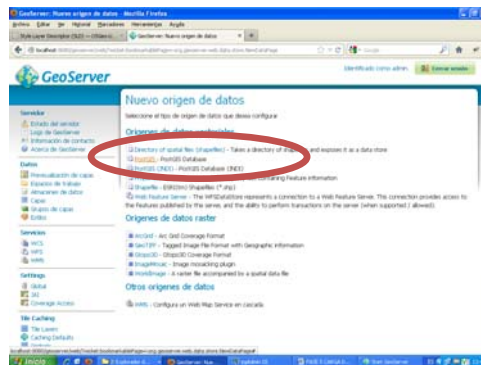 GeoServer: Nuevo origen de datos - Mozilla Firefox
Archivo Editar Ver Historial Marcadores Herramientas Ayuda
GeoServer: Nuevo origen de datos
GeoServer
Identificado como admin.
Cerrar sesión
Nuevo origen de datos
Seleccione el tipo de origen de datos que desea configurar
Origenes de datos vectoriales
Directory of spatial files (shapefiles) - Takes a directory of and exposes it as a data store
PostGIS - PostGIS Database
PostGIS (JNDI) - PostGIS Database (JNDI)
containing Feature information
Shapefile - ESRI(tm) Shapefiles (*.shp)
Web Feature Server - The WFSDataStore represents a connection to a Web Feature Server. This connection provides access to
the Features published by the server, and the ability to perform transactions on the server (when supported / allowed).
Origenes de datos raster
ArcGrid - Arc Grid Coverage Format
GeoTIFF - Tagged Image File Format with Geographic information
Gtopo30 - Gtopo30 Coverage Format
ImageMosaic - Image mosaicking plugin
WorldImage - A raster file accompanied by a spatial data file
Otros origenes de datos
WMS - Configura un Web Map Service en cascada
Servidor
Estado del servidor
Logs de GeoServer
Información de contacto
Acerca de GeoServer
Datos
Previsualización de capas
Espacios de trabajo
Almacenes de datos
Capas
Grupos de capas
Estilos
Servicios
WCS
WFS
WMS
Settings
Global
JAI
Coverage Access
Tile Caching
Tile Layers
Caching Defaults
Inicio